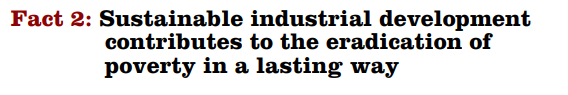 Fact 2: Sustainable industrial development
contributes to the eradication of
poverty in a lasting way